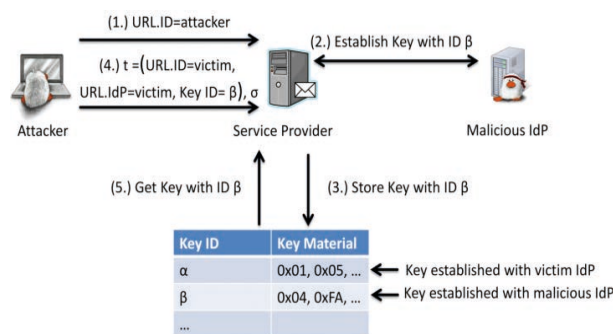 (1.) URL.ID=attacker
(4.) t =(URL.ID=victim,
URL.IdP=victim, Key ID= β), σ
(2.) Establish Key with ID β
Attacker
Service Provider
Malicious IdP
(5.) Get Key with ID β
(3.) Store Key with ID β
Key ID
Key Material
α
0x01, 0x05, ...
Key established with victim IdP
β
0x04, 0xFA, ...
Key established with malicious IdP
...